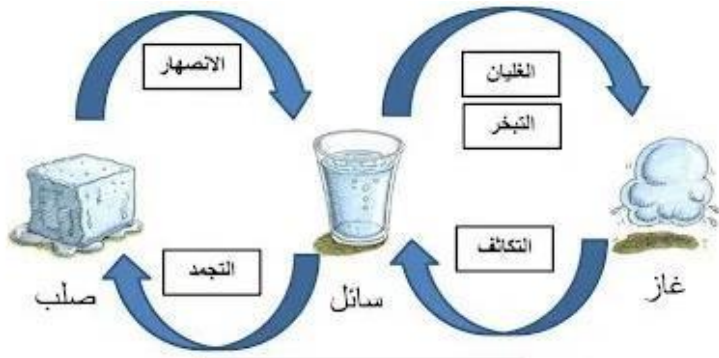 الانصهار
الغليان
التبخر
التكاثف
التجمد
صلب
سائل
غاز